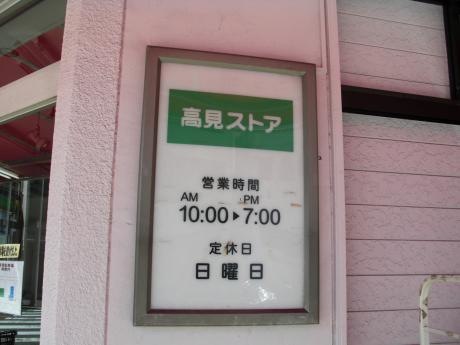 高見ストア
営業時間
AM PM
10:00▶7:00
定休日
日曜日